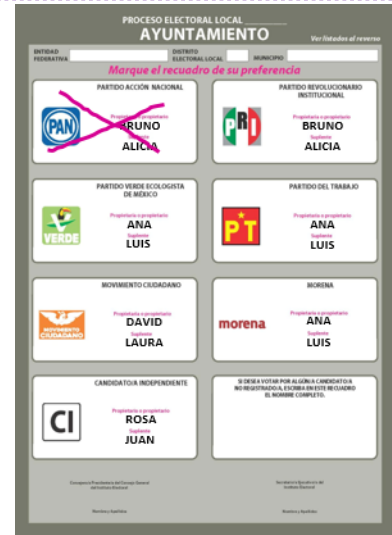 PROCESO ELECTORAL LOCAL
AYUNTAMIENTO
Ver listados al reverso
ENTIDAD FEDERATIVA
DISTRITO ELECTORAL LOCAL
MUNICIPIO
Marque el recuadro de su preferencia
PARTIDO ACCIÓN NACIONAL
PAN
Propietaria o propietario
BRUNO
Suplente
ALICIA
PARTIDO REVOLUCIONARIO
INSTITUCIONAL
PRI
Propietaria o propietario
BRUNO
Suplente
ALICIA
PARTIDO VERDE ECOLOGISTA
DE MÉXICO
VERDE
Propietaria o propietario
ANA
Suplente
LUIS
PARTIDO DEL TRABAJO
PT
Propietaria o propietario
ANA
Suplente
LUIS
MOVIMIENTO CIUDADANO
MOVIMIENTO
CIUDADANO
Propietaria o propietario
DAVID
Suplente
LAURA
MORENA
morena
Propietaria o propietario
ANA
Suplente
LUIS
CANDIDATO/A INDEPENDIENTE
CI
Propietaria o propietario
ROSA
Suplente
JUAN
SI DESEA VOTAR POR ALGÚN/A CANDIDATO/A
NO REGISTRADO/A, ESCRIBA EN ESTE RECUADRO
EL NOMBRE COMPLETO.
Nombre y Apellidos
Nombre y Apellidos